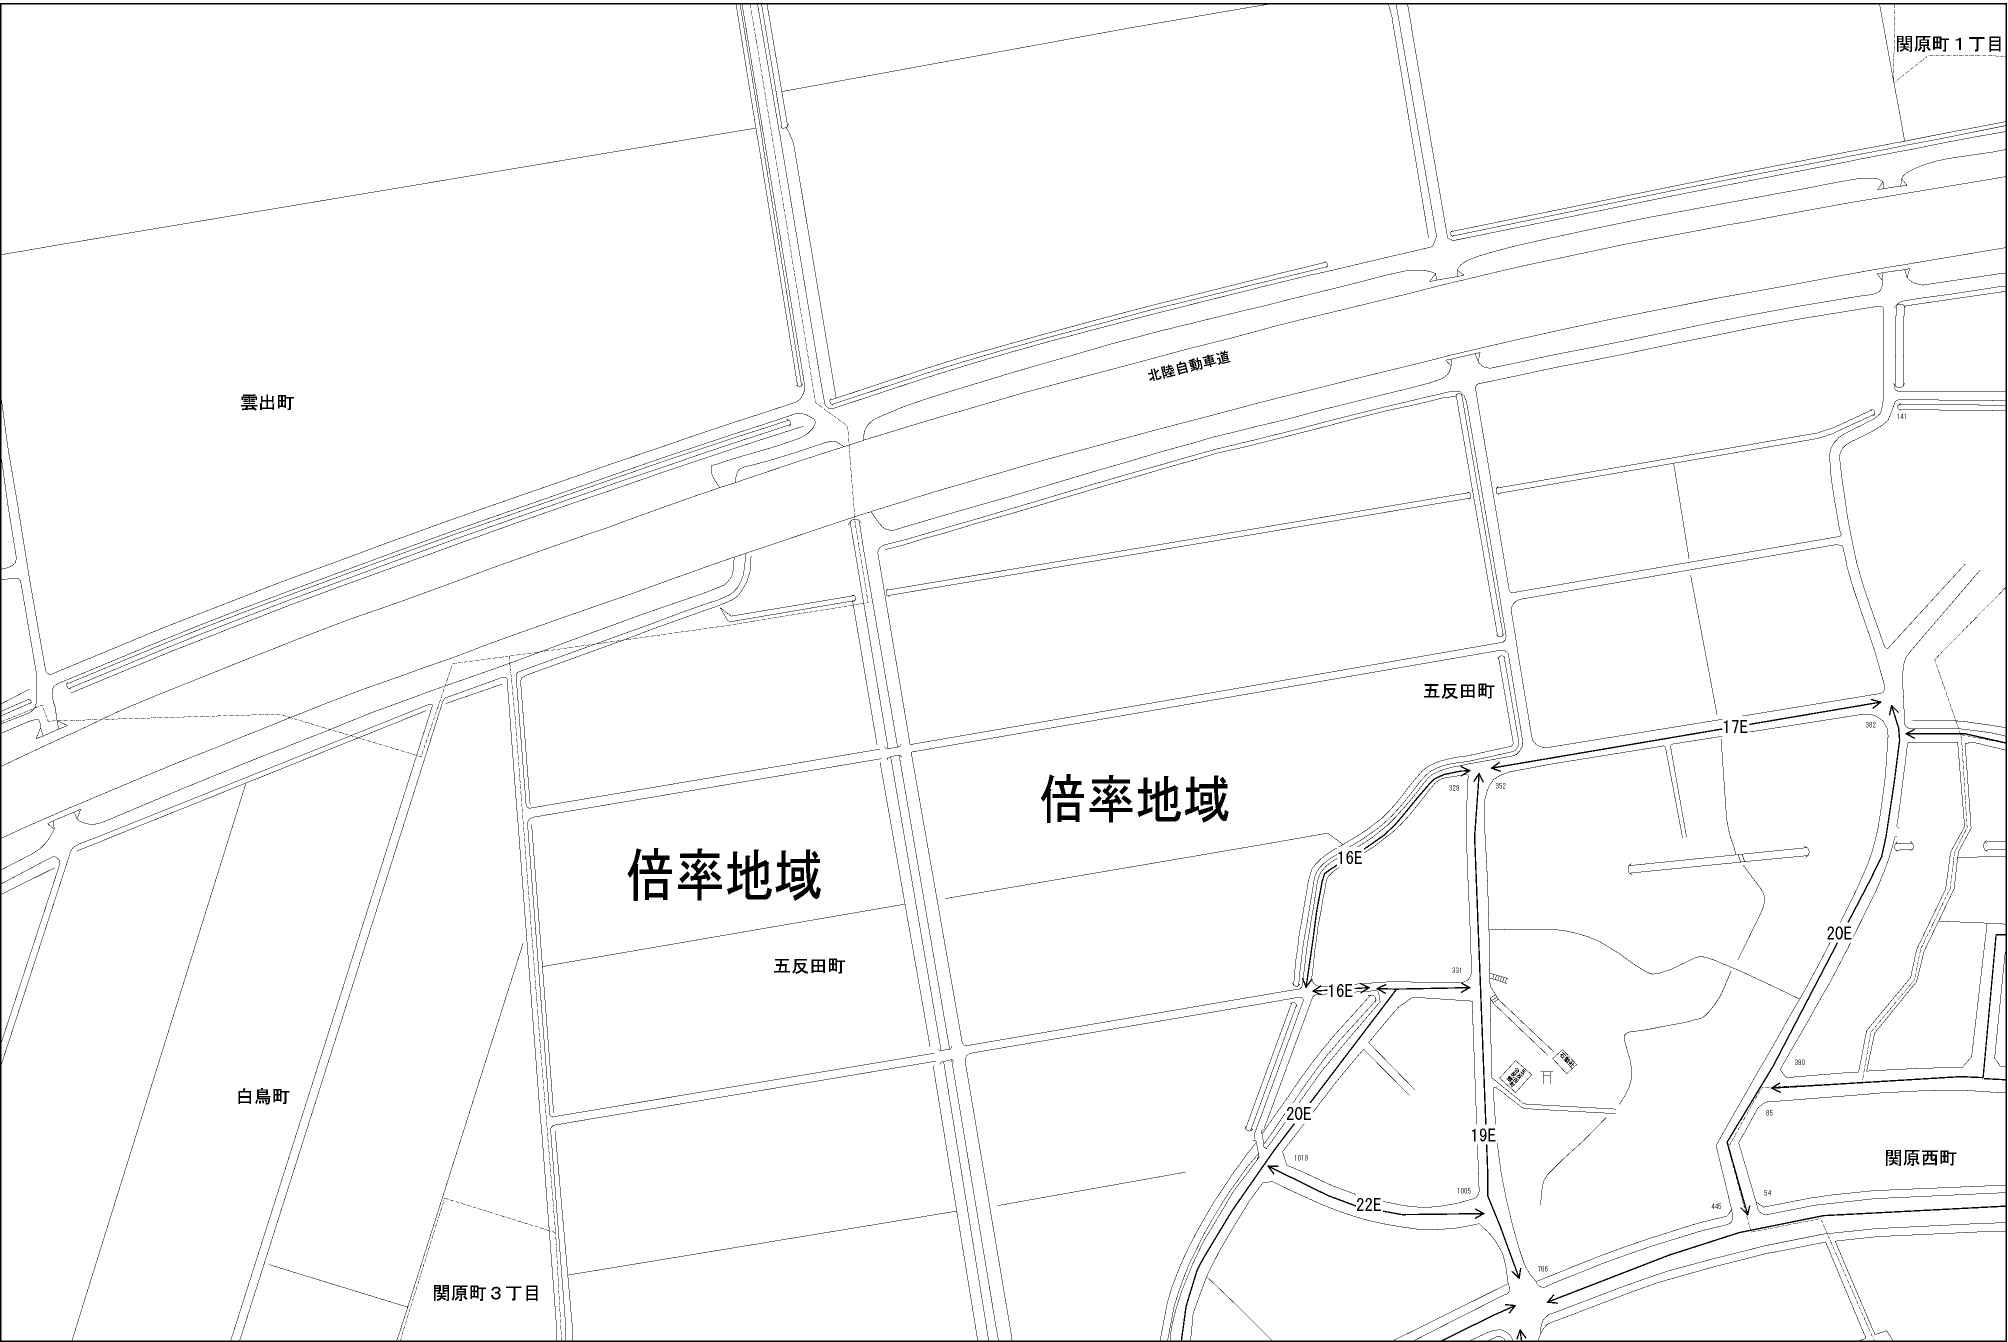 関原町１丁目
北陸自動車道
雲出町
141
五反田町
17E
382
329
352
倍率地域
倍率地域
16E
20E
五反田町
331
16E
390
白鳥町
20E
85
19E
1019
関原西町
1005
54
22E
445
766
関原町３丁目